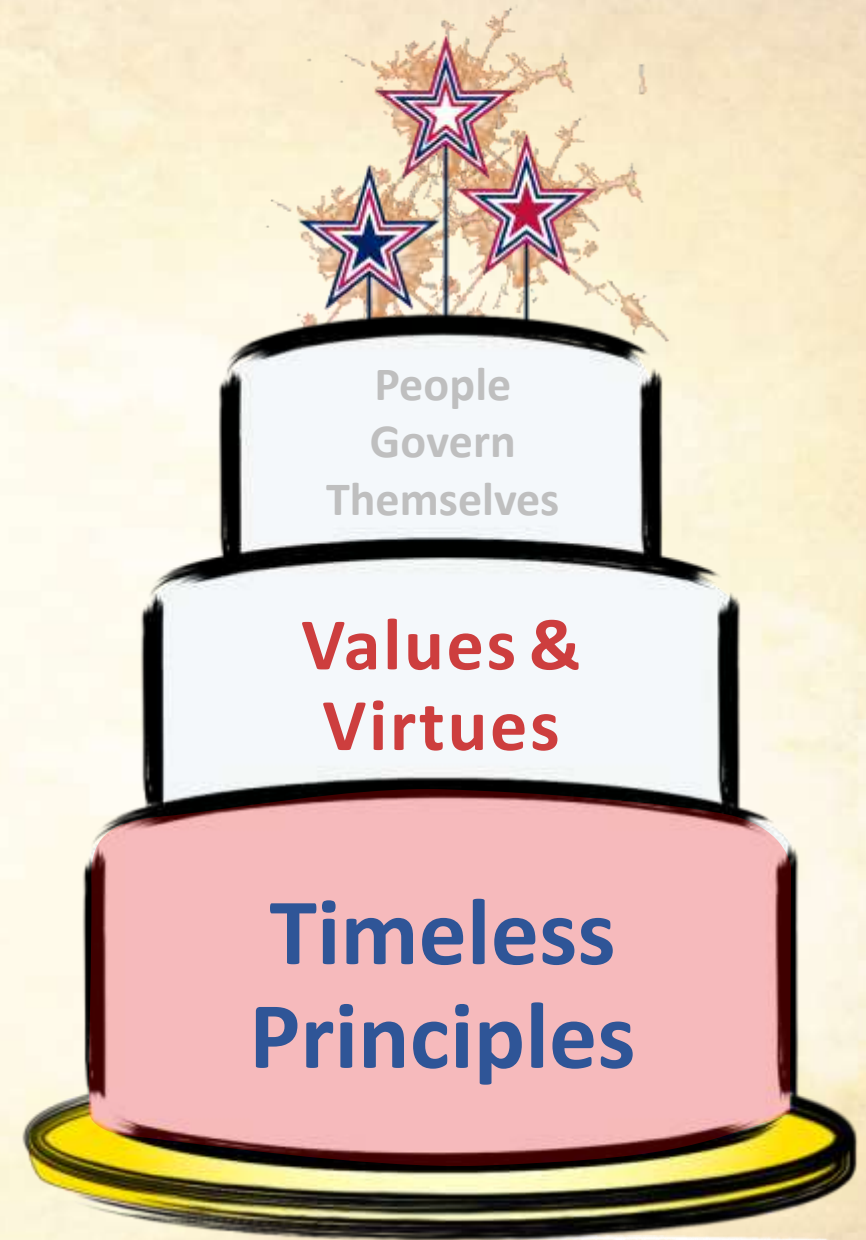 People
Govern
Themselves
Values &
Virtues
Timeless
Principles